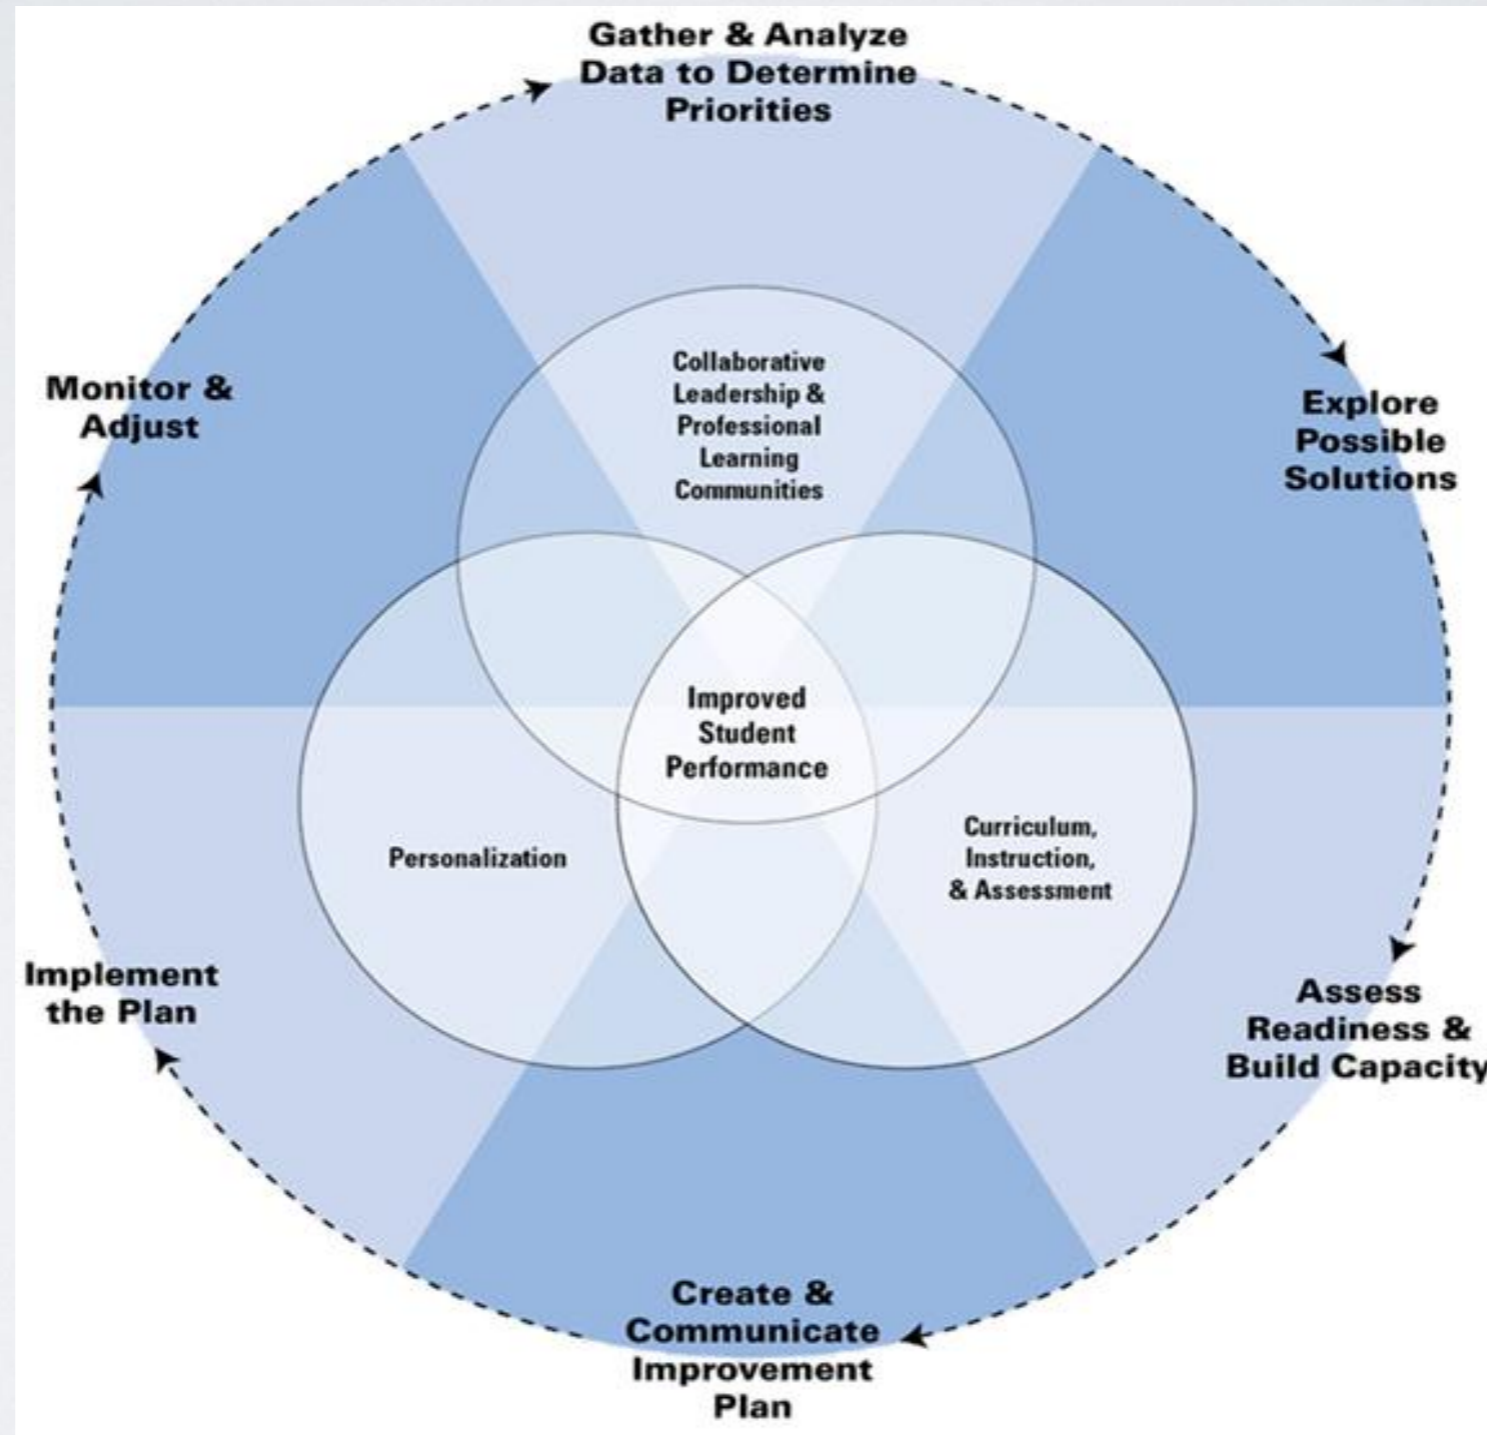 Gather & Analyze
Data to Determine
Priorities
Explore
Possible
Solutions
Assess
Readiness &
Build Capacity
Create &
Communicate
Improvement
Plan
Implement
the Plan
Monitor &
Adjust
Collaborative
Leadership &
Professional
Learning
Communities
Improved
Student
Performance
Personalization
Curriculum,
Instruction,
& Assessment